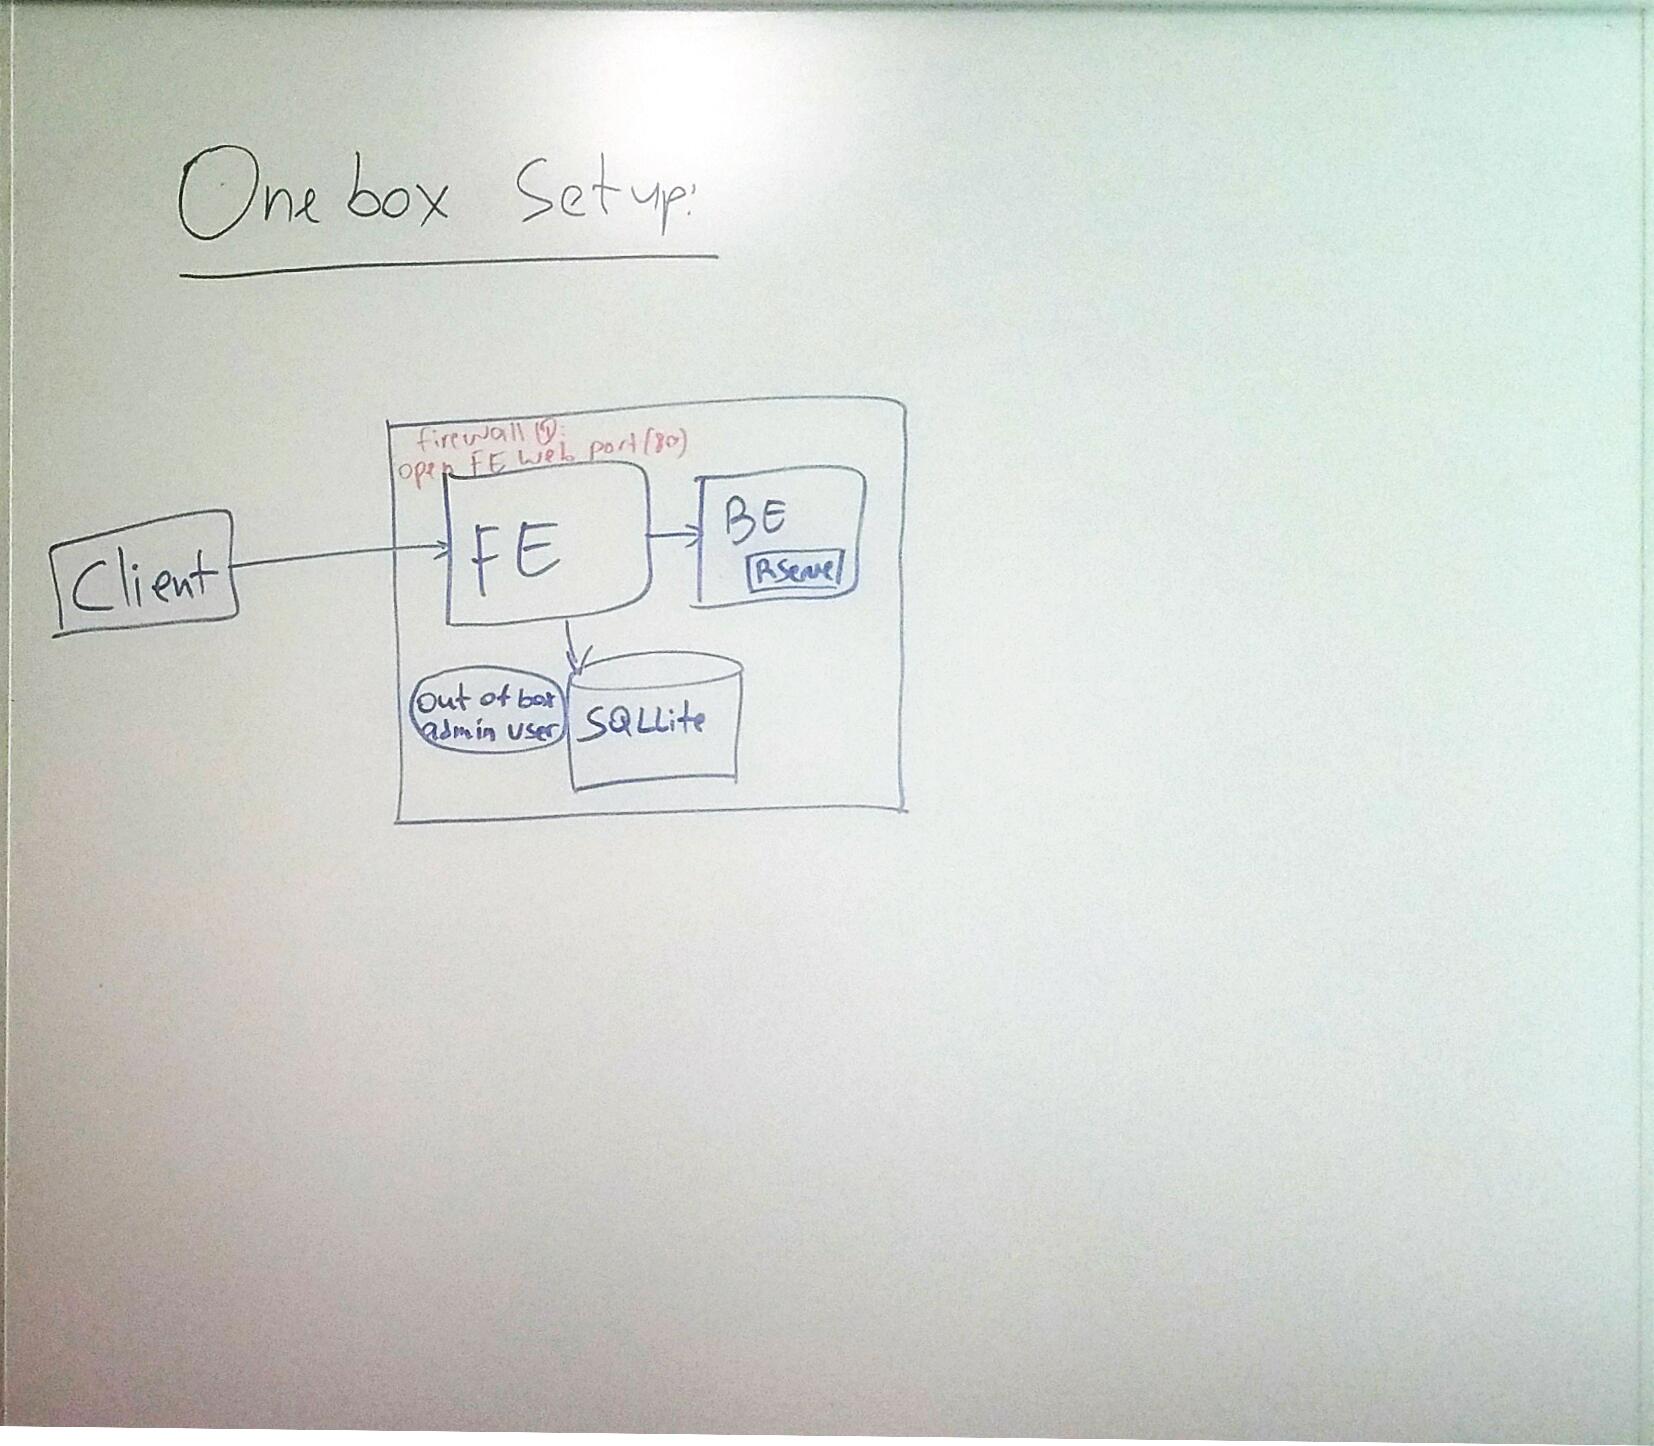 One box Setup:
firewall ①:
open FE web port (80)
Client
FE
BE
RServe
out of box
admin user
SQLLite